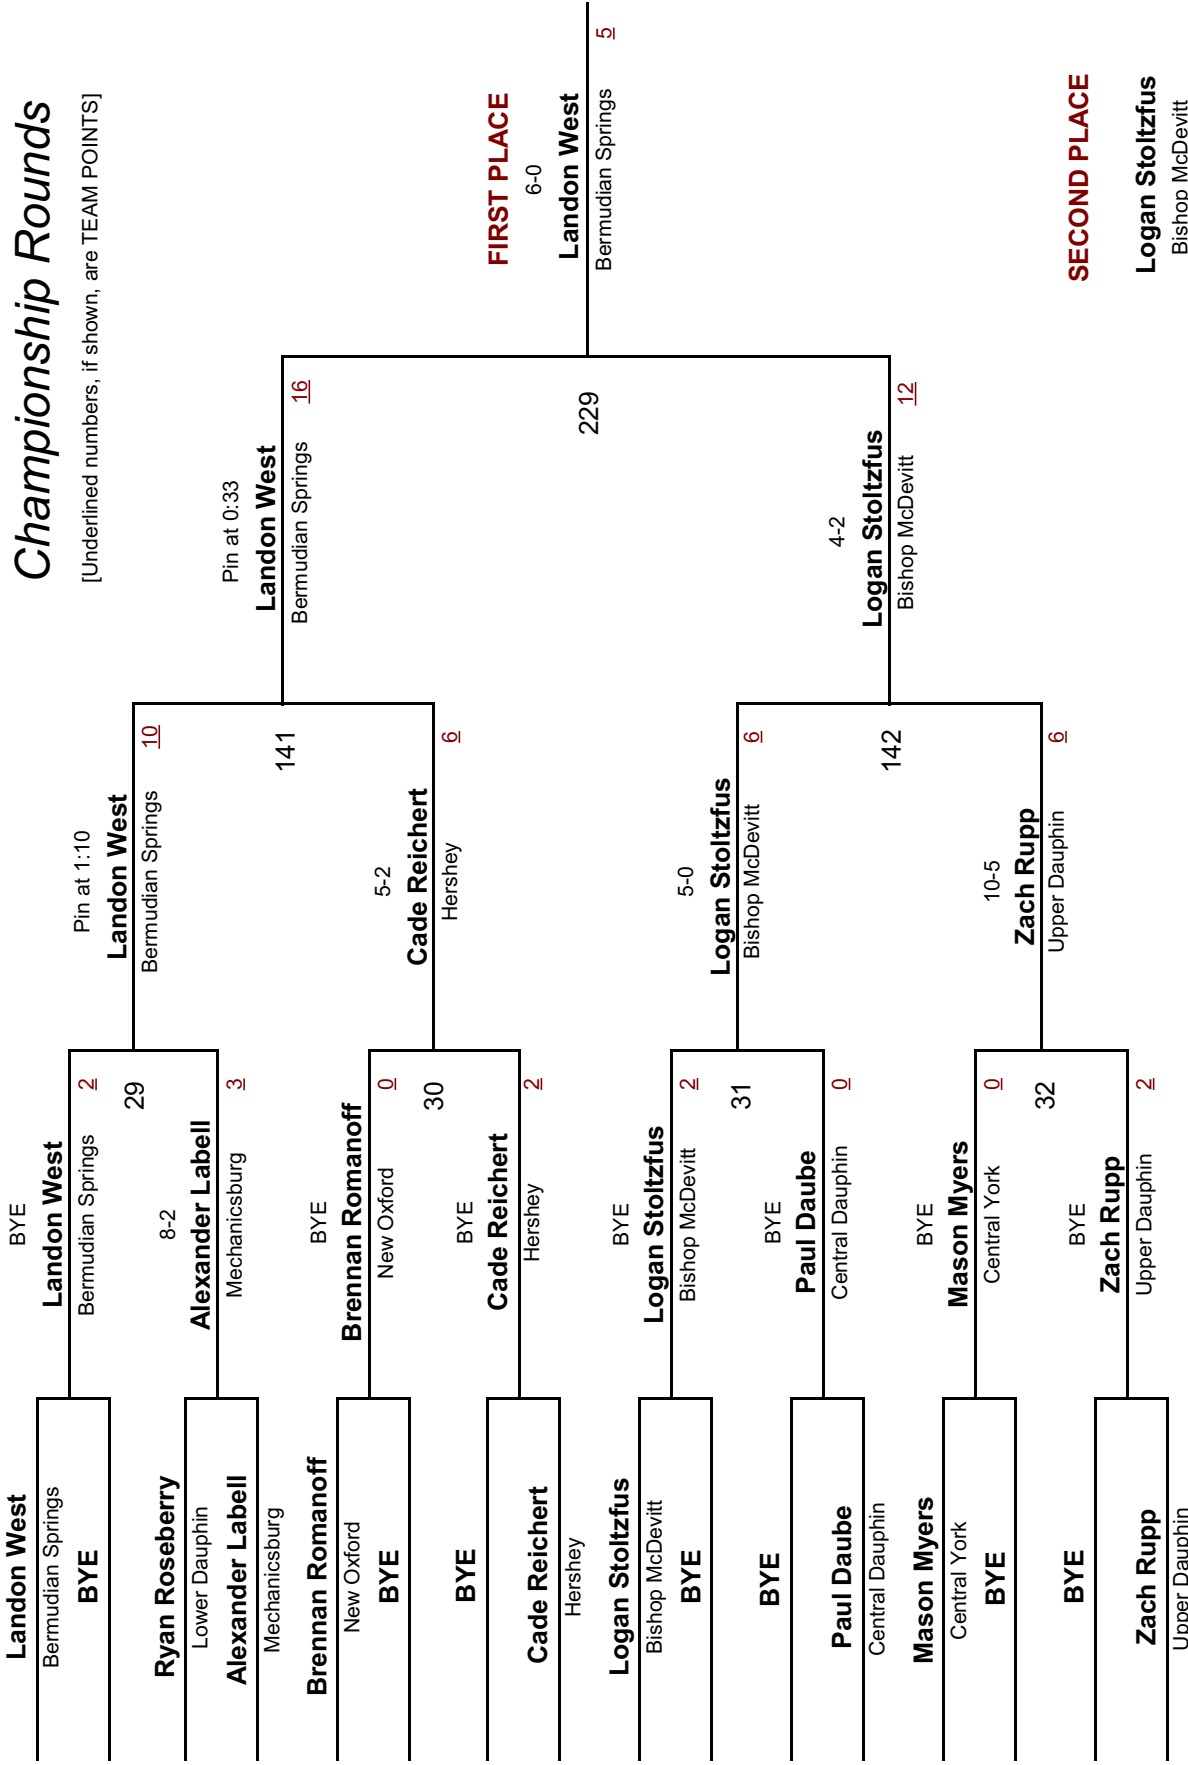 Championship Rounds
[Underlined numbers, if shown, are TEAM POINTS]
Landon West
Bermudian Springs
BYE
Ryan Roseberry
Lower Dauphin
Alexander Labell
Mechanicsburg
Brennan Romanoff
New Oxford
BYE
BYE
Cade Reichert
Hershey
Logan Stoltzfus
Bishop McDevitt
BYE
BYE
Paul Daube
Central Dauphin
Mason Myers
Central York
BYE
BYE
Zach Rupp
Upper Dauphin
BYE
Landon West
Bermudian Springs
2
29
8-2
Alexander Labell
Mechanicsburg
3
BYE
Brennan Romanoff
New Oxford
0
30
BYE
Cade Reichert
Hershey
2
BYE
Logan Stoltzfus
Bishop McDevitt
2
31
BYE
Paul Daube
Central Dauphin
0
BYE
Mason Myers
Central York
0
32
BYE
Zach Rupp
Upper Dauphin
2
Pin at 1:10
Landon West
Bermudian Springs
10
141
5-2
Cade Reichert
Hershey
6
5-0
Logan Stoltzfus
Bishop McDevitt
6
142
10-5
Zach Rupp
Upper Dauphin
6
Pin at 0:33
Landon West
Bermudian Springs
16
229
4-2
Logan Stoltzfus
Bishop McDevitt
12
FIRST PLACE
6-0
Landon West
Bermudian Springs
5
SECOND PLACE
Logan Stoltzfus
Bishop McDevitt